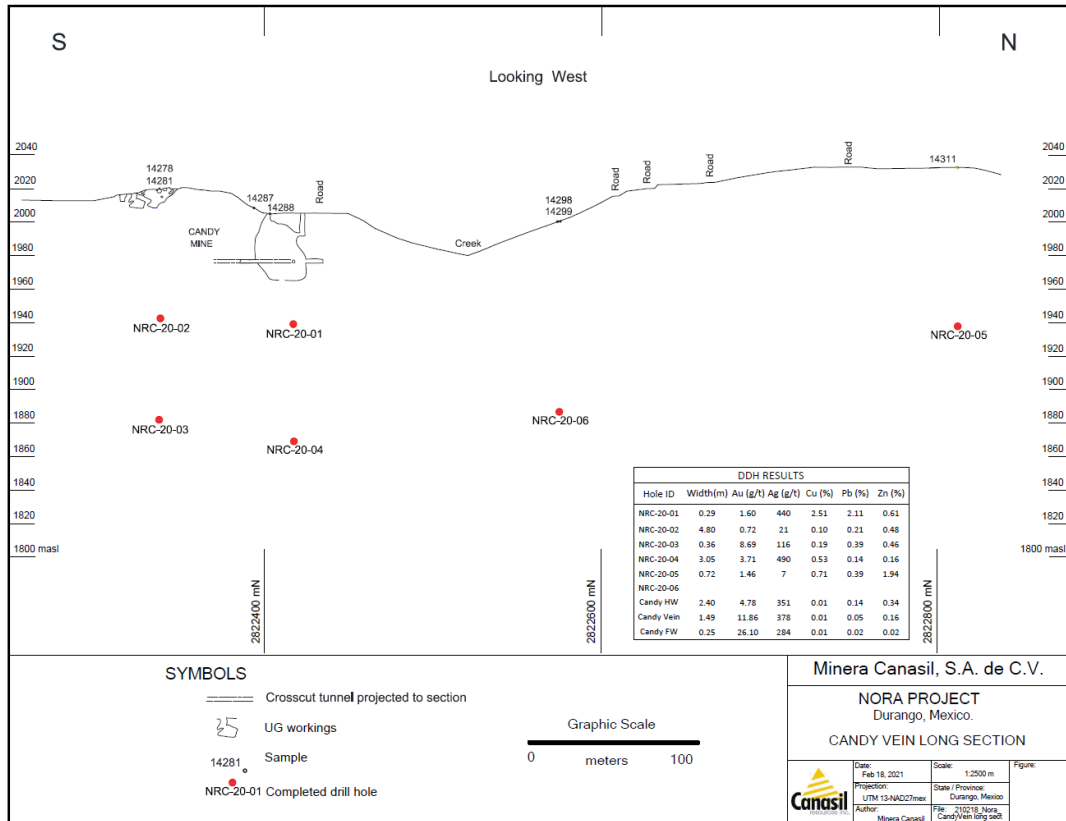 S
N
Looking West
2040
2020
2000
1980
1960
1940
1920
1900
1880
1860
1840
1820
1800 masl
2040
2020
2000
1980
1960
1940
1920
1900
1880
1860
1840
1820
1800 masl
14278
14281
14287
14288
Road
CANDY
MINE
Creek
14298
14299
Road
Road
Road
Road
14311
NRC-20-02
NRC-20-01
NRC-20-05
NRC-20-03
NRC-20-04
NRC-20-06
2822400 mN
2822600 mN
2822800 mN
DDH RESULTS
Hole ID Width(m) Au (g/t) Ag (g/t) Cu (%) Pb (%) Zn (%)
NRC-20-01 0.29 1.60 440 2.51 2.11 0.61
NRC-20-02 4.80 0.72 21 0.10 0.21 0.48
NRC-20-03 0.36 8.69 116 0.19 0.39 0.46
NRC-20-04 3.05 3.71 490 0.53 0.14 0.16
NRC-20-05 0.72 1.46 7 0.71 0.39 1.94
NRC-20-06
Candy HW 2.40 4.78 351 0.01 0.14 0.34
Candy Vein 1.49 11.86 378 0.01 0.05 0.16
Candy FW 0.25 26.10 284 0.01 0.02 0.02
SYMBOLS
Crosscut tunnel projected to section
UG workings
Sample
14281
NRC-20-01 Completed drill hole
Graphic Scale
0 meters 100
Minera Canasil, S.A. de C.V.
NORA PROJECT
Durango, Mexico.
CANDY VEIN LONG SECTION
Canasil
RESOURCES INC.
Date:
Feb 18, 2021
Scale:
1:2500 m
Figure:
Projection:
UTM 13-NAD27mex
State / Province:
Durango, Mexico
Author:
Minera Canasil
File: 210218_Nora_
CandyVein long sect